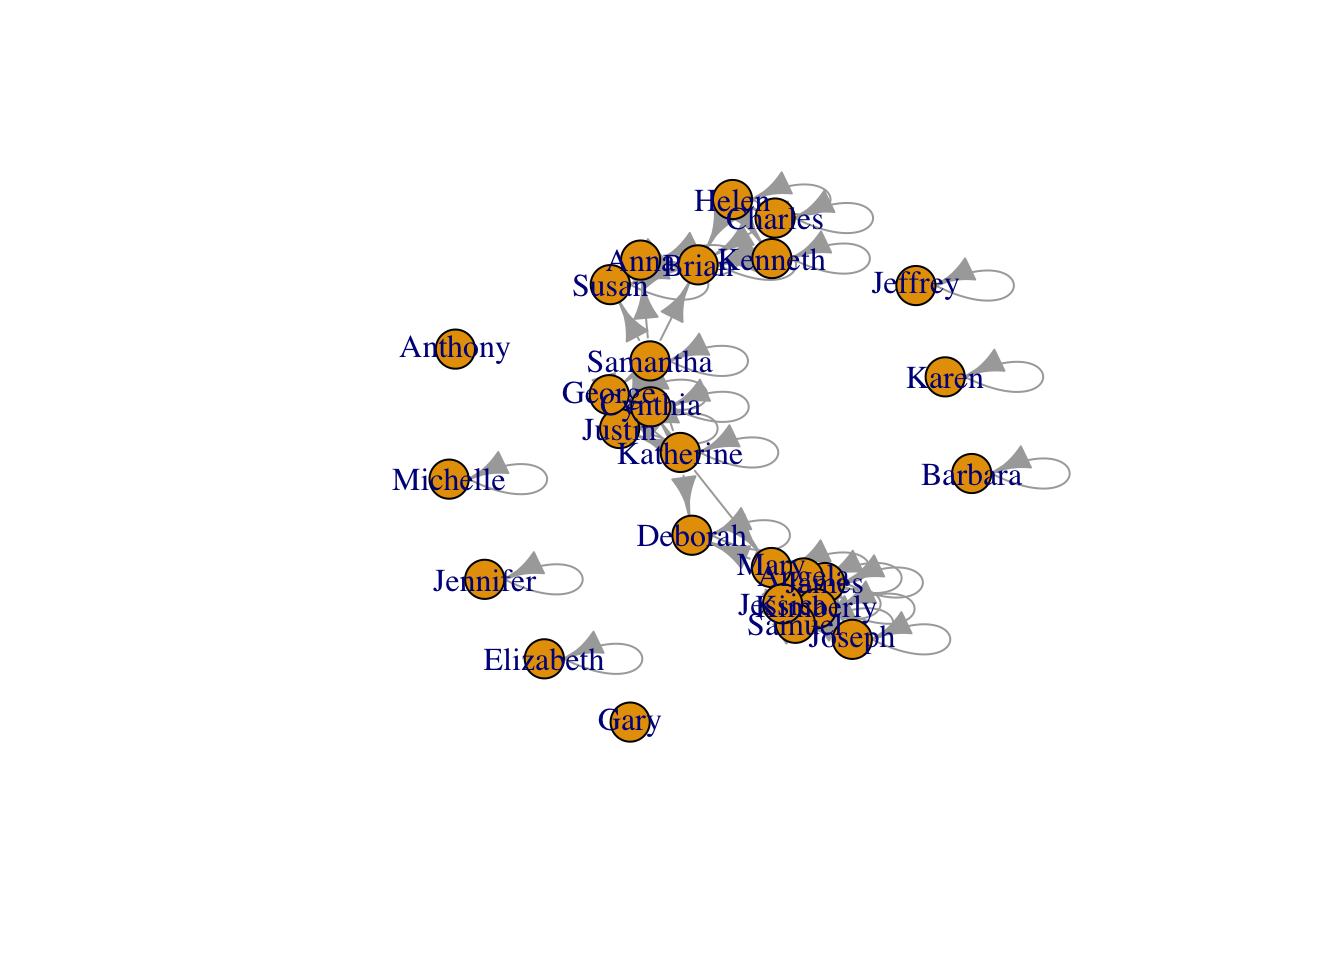 Helen
Charles
Anna
Brian
Kenneth
Susan
Jeffrey
Anthony
Samantha
Karen
George
Cynthia
Justin
Katherine
Michelle
Barbara
Deborah
Mary
Angela
Jennifer
James
Jessica
Kimberly
Samuel
Joseph
Elizabeth
Gary